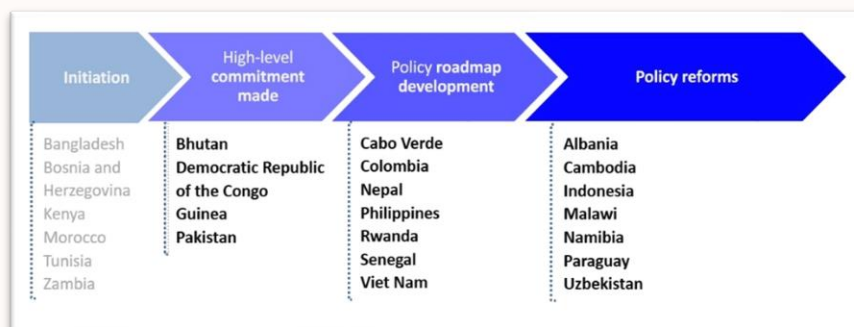 Initiation
High-level
commitment
made
Policy roadmap
development
Policy reforms
Bangladesh
Bosnia and
Herzegovina
Kenya
Morocco
Tunisia
Zambia
Bhutan
Democratic Republic
of the Congo
Guinea
Pakistan
Cabo Verde
Colombia
Nepal
Philippines
Rwanda
Senegal
Viet Nam
Albania
Cambodia
Indonesia
Malawi
Namibia
Paraguay
Uzbekistan